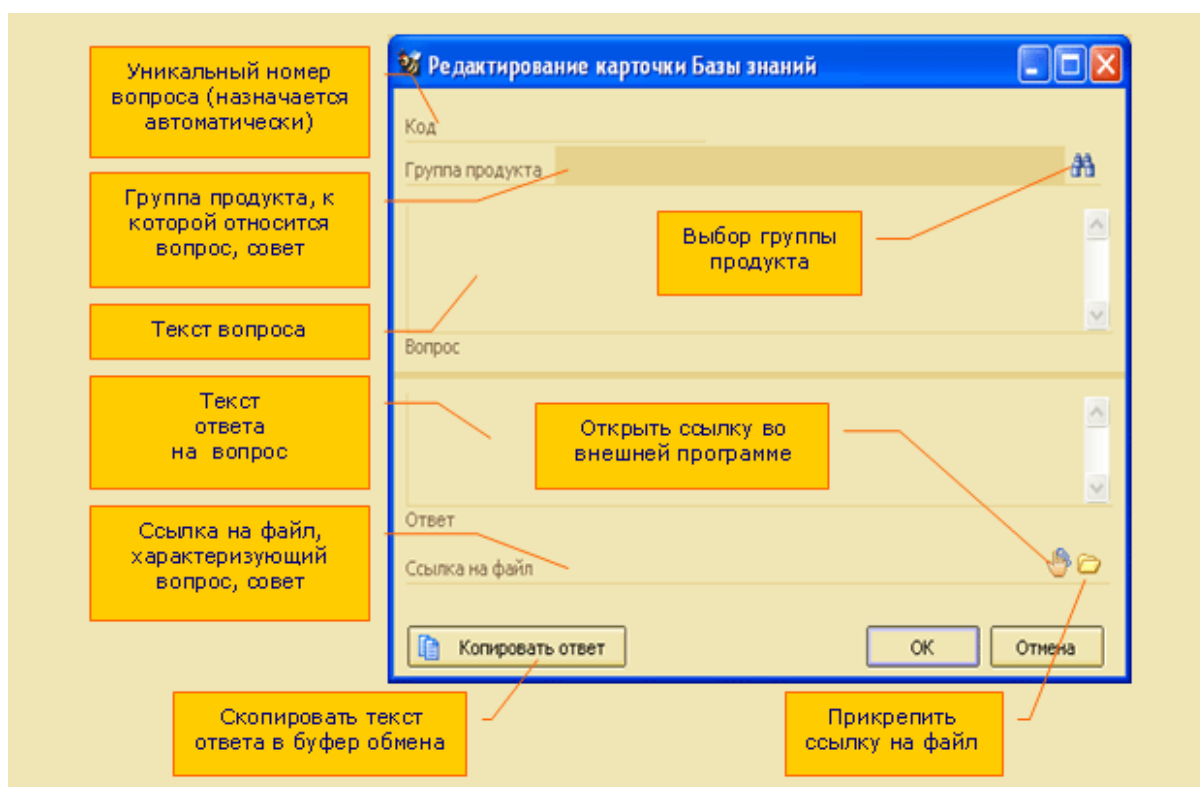 Уникальный номер
вопроса (назначается
автоматически)
Редактирование карточки Базы знаний
Код
Группа продукта
Группа продукта, к
которой относится
вопрос, совет
Выбор группы
продукта
Текст вопроса
Вопрос
Текст
ответа
на вопрос
Открыть ссылку во
внешней программе
Ответ
Ссылка на файл,
характеризующий
вопрос, совет
Ссылка на файл
Копировать ответ
ОК
Отмена
Скопировать текст
ответа в буфер обмена
Прикрепить
ссылку на файл